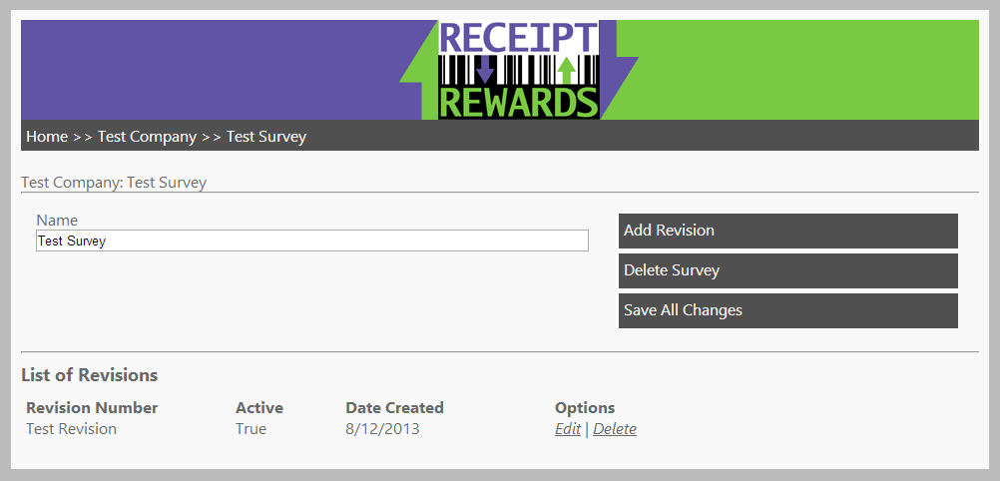 RECEIPT
REWARDS
Home >> Test Company >> Test Survey
Test Company: Test Survey
Name
Test Survey
Add Revision
Delete Survey
Save All Changes
List of Revisions
Revision Number Active Date Created Options
Test Revision True 8/12/2013 Edit | Delete